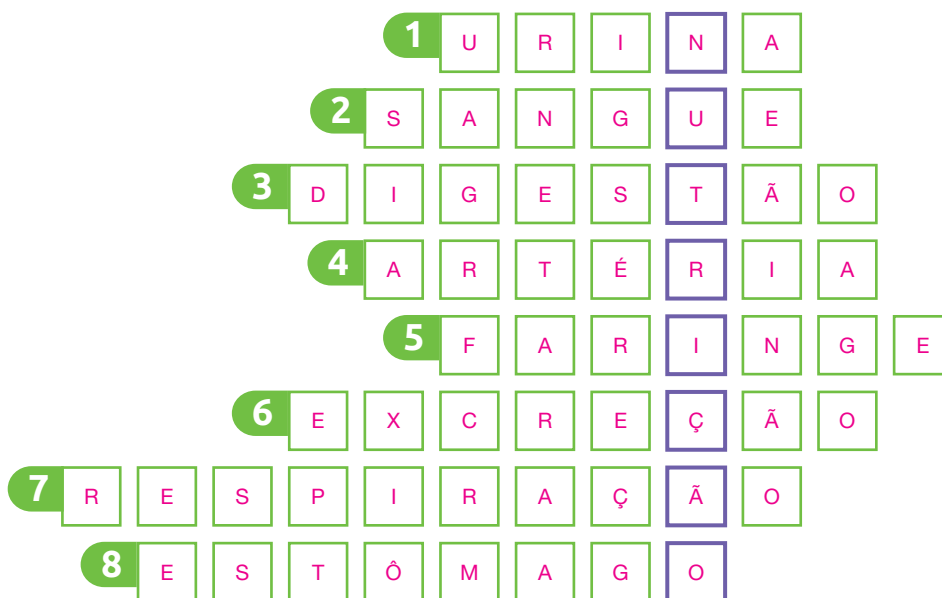 1 URINA
2 SANGUE
3 DIGESTÃO
4 ARTÉRIA
5 FARINGE
6 EXCREÇÃO
7 RESPIRAÇÃO
8 ESTÔMAGO